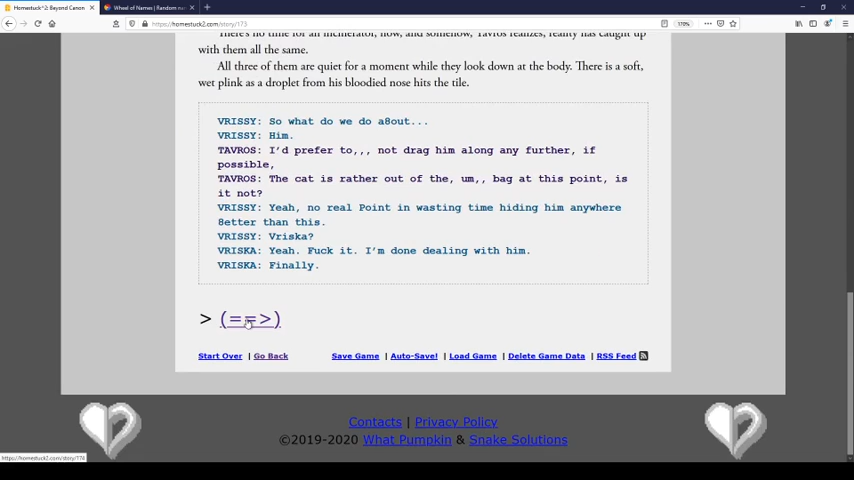 Homestuck^2: Beyond Canon
Wheel of Names | Random nam
https://homestuck2.com/story/173
170%
There's no time for an incinerator, now, and somehow, Tavros realizes, reality has caught up
with them all the same.
All three of them are quiet for a moment while they look down at the body. There is a soft,
wet plink as a droplet from his bloodied nose hits the tile.
VRISSY: So what do we do a8out...
VRISSY: Him.
TAVROS: I'd prefer to,,, not drag him along any further, if
possible,
TAVROS: The cat is rather out of the, um,, bag at this point, is
it not?
VRISSY: Yeah, no real Point in wasting time hiding him anywhere
8etter than this.
VRISSY: Vriska?
VRISKA: Yeah. Fuck it. I'm done dealing with him.
VRISKA: Finally.
> (==>)
Start Over | Go Back Save Game | Auto-Save! | Load Game | Delete Game Data | RSS Feed
Contacts | Privacy Policy
©2019-2020 What Pumpkin & Snake Solutions
https://homestuck2.com/story/174